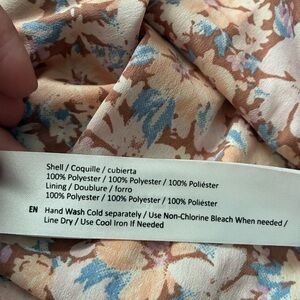 Shell / Coquille / cubierta
100% Polyester / 100% Polyester / 100% Poliéster
Lining / Doublure / forro
100% Polyester / 100% Polyester / 100% Poliéster
EN Hand Wash Cold separately / Use Non-Chlorine Bleach When needed /
Line Dry / Use Cool Iron If Needed